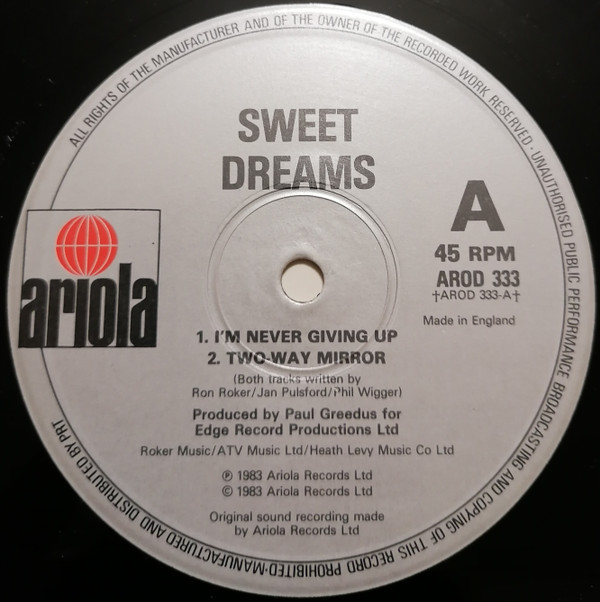 ALL RIGHTS OF THE MANUFACTURER AND OF THE OWNER OF THE RECORDED WORK RESERVED · UNAUTHORISED PUBLIC PERFORMANCE BROADCASTING AND COPYING OF THIS RECORD PROHIBITED-MANUFACTURED AND DISTRIBUTED BY PRT
SWEET
DREAMS
A
45 RPM
AROD 333
†AROD 333-A†
Made in England
ariola
1. I'M NEVER GIVING UP
2. TWO-WAY MIRROR
(Both tracks written by
Ron Roker/Jan Pulsford/Phil Wigger)
Produced by Paul Greedus for
Edge Record Productions Ltd
Roker Music/ATV Music Ltd/Heath Levy Music Co Ltd
℗ 1983 Ariola Records Ltd
© 1983 Ariola Records Ltd
Original sound recording made
by Ariola Records Ltd